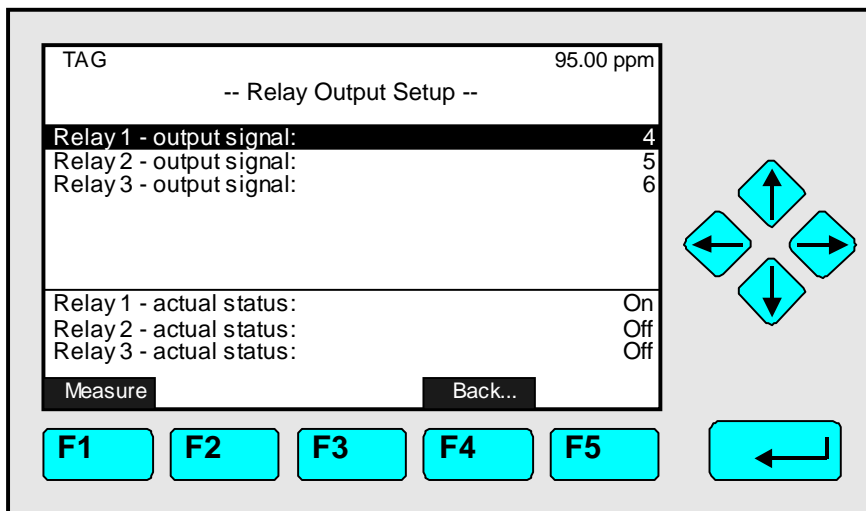 TAG 95.00 ppm
-- Relay Output Setup --
Relay 1 - output signal: 4
Relay 2 - output signal: 5
Relay 3 - output signal: 6
Relay 1 - actual status: On
Relay 2 - actual status: Off
Relay 3 - actual status: Off
Measure Back...
F1 F2 F3 F4 F5